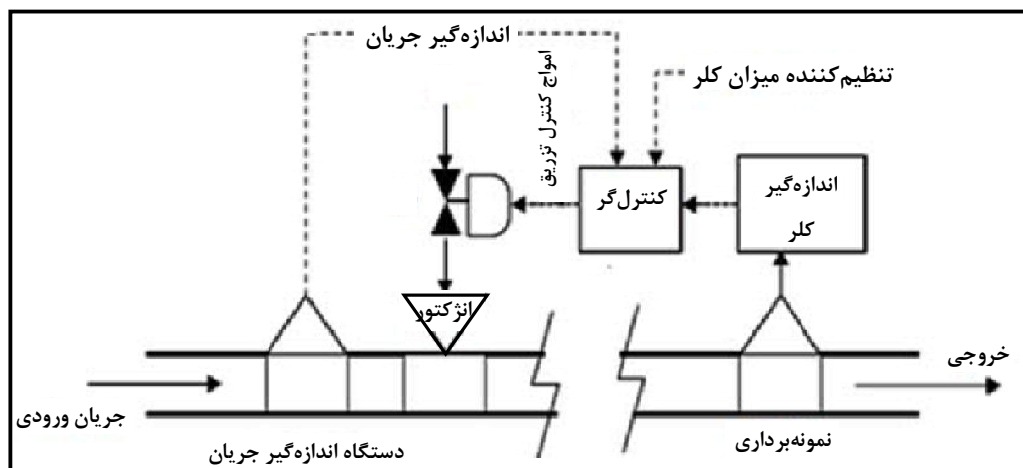 اندازه‌گیر جریان
تنظیم‌کننده میزان کلر
امواج کنترل تزریق
کنترل‌گر
اندازه‌گیر
کلر
انژکتور
خروجی
جریان ورودی
نمونه‌برداری
دستگاه اندازه‌گیر جریان